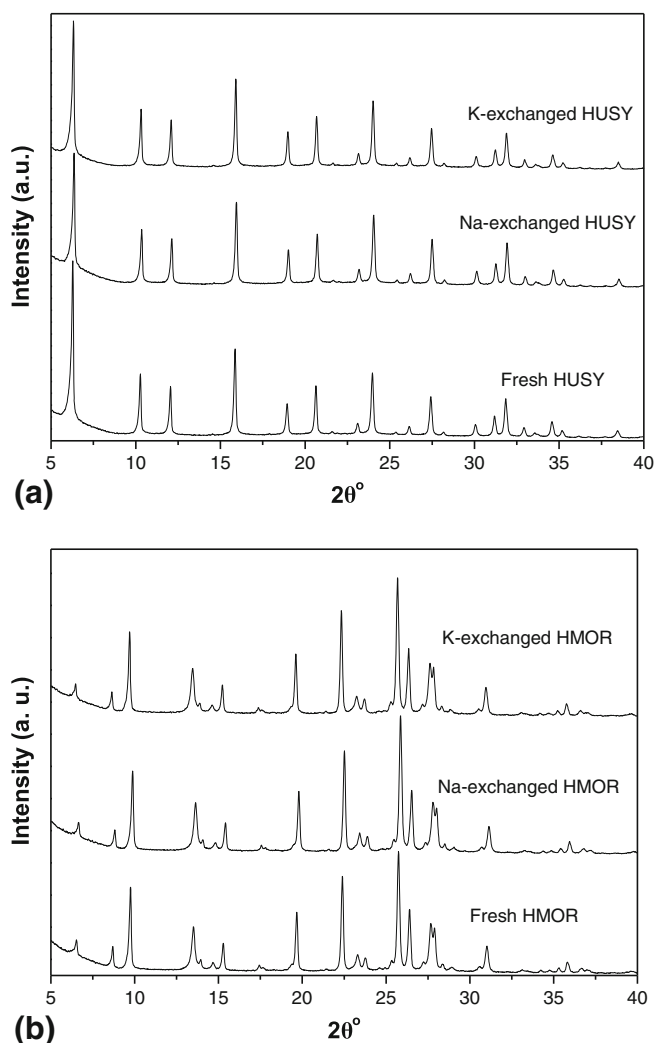 K-exchanged HUSY
Na-exchanged HUSY
Fresh HUSY
Intensity (a.u.)
5 10 15 20 25 30 35 40
(a)
2θ°
K-exchanged HMOR
Na-exchanged HMOR
Fresh HMOR
Intensity (a. u.)
5 10 15 20 25 30 35 40
(b)
2θ°